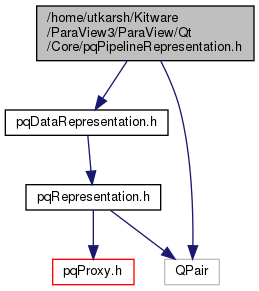 /home/utkarsh/Kitware
/ParaView3/ParaView/Qt
/Core/pqPipelineRepresentation.h
pqDataRepresentation.h
pqRepresentation.h
pqProxy.h
QPair